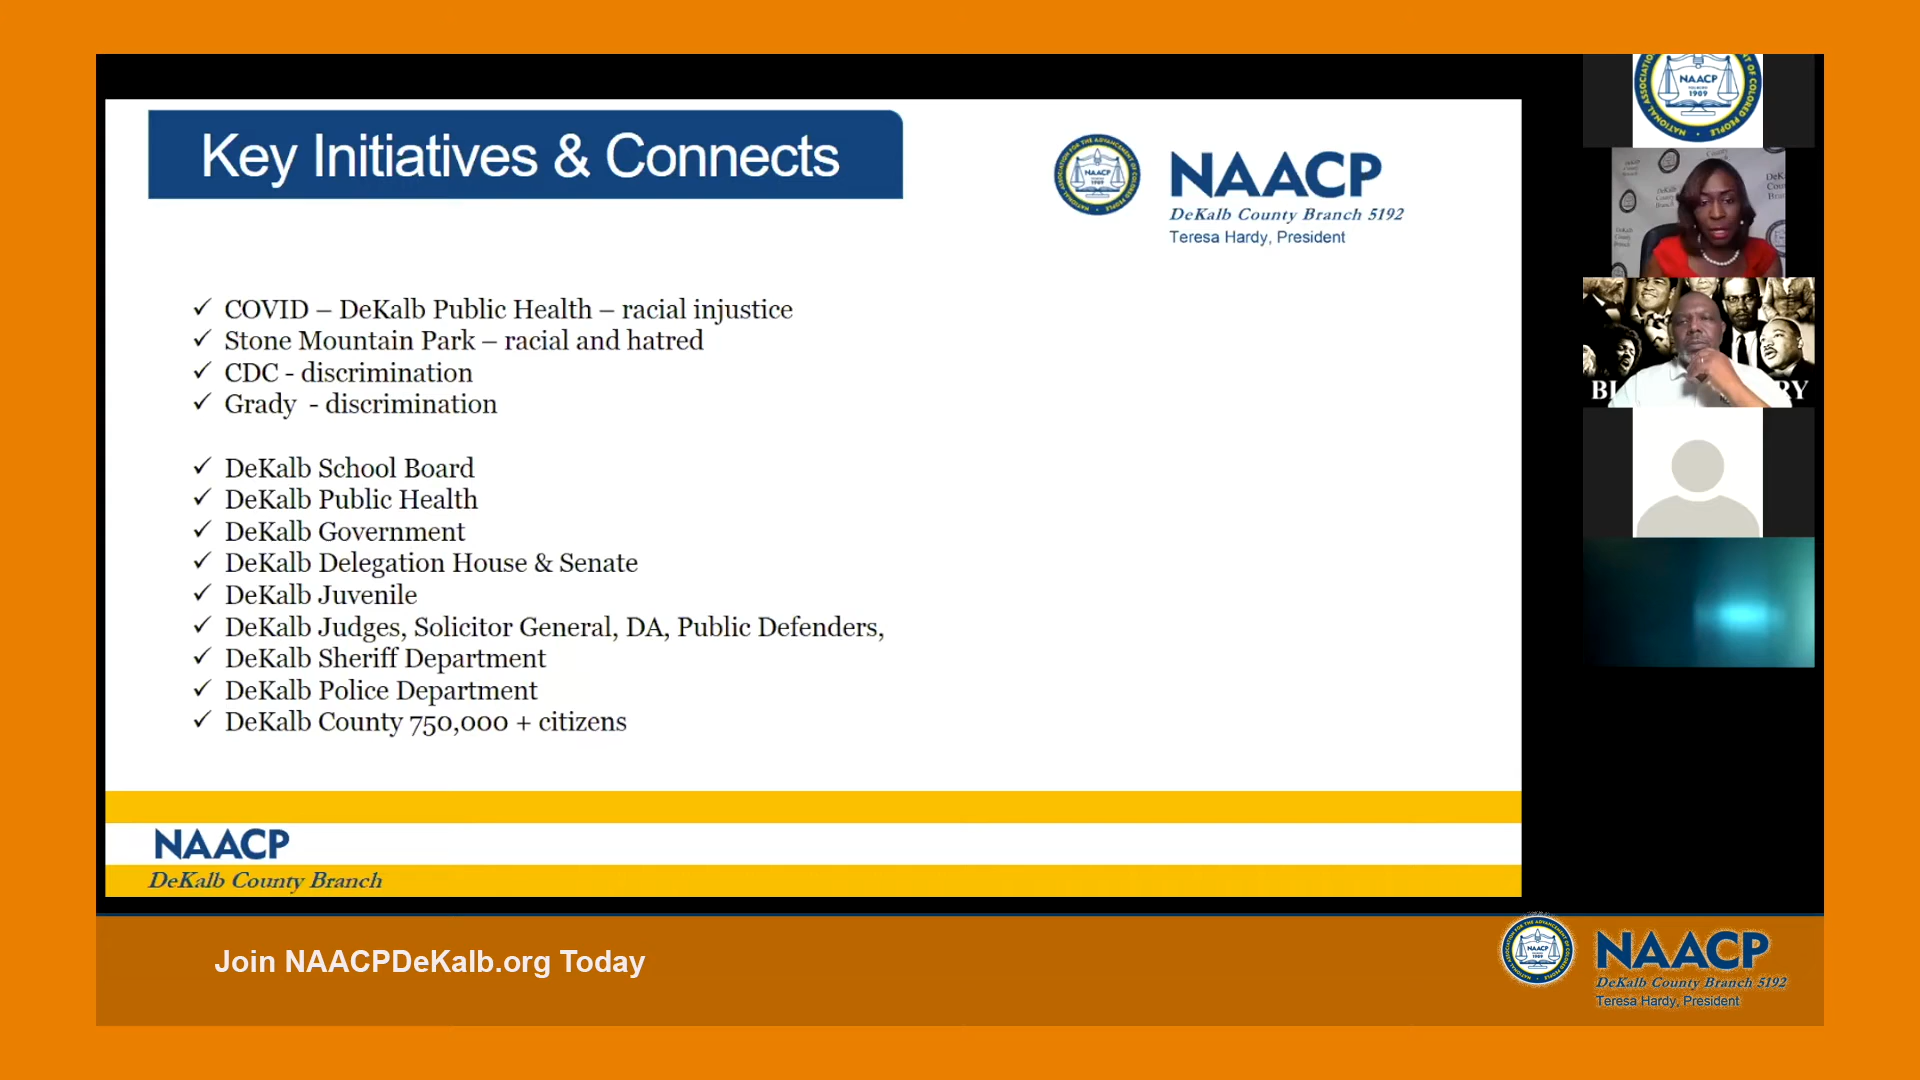 Key Initiatives & Connects
NAACP
DeKalb County Branch 5192
Teresa Hardy, President
✓ COVID – DeKalb Public Health – racial injustice
✓ Stone Mountain Park – racial and hatred
✓ CDC - discrimination
✓ Grady - discrimination
✓ DeKalb School Board
✓ DeKalb Public Health
✓ DeKalb Government
✓ DeKalb Delegation House & Senate
✓ DeKalb Juvenile
✓ DeKalb Judges, Solicitor General, DA, Public Defenders,
✓ DeKalb Sheriff Department
✓ DeKalb Police Department
✓ DeKalb County 750,000 + citizens
NAACP
DeKalb County Branch
NAACP
1909
Join NAACPDeKalb.org Today
NAACP
DeKalb County Branch 5192
Teresa Hardy, President